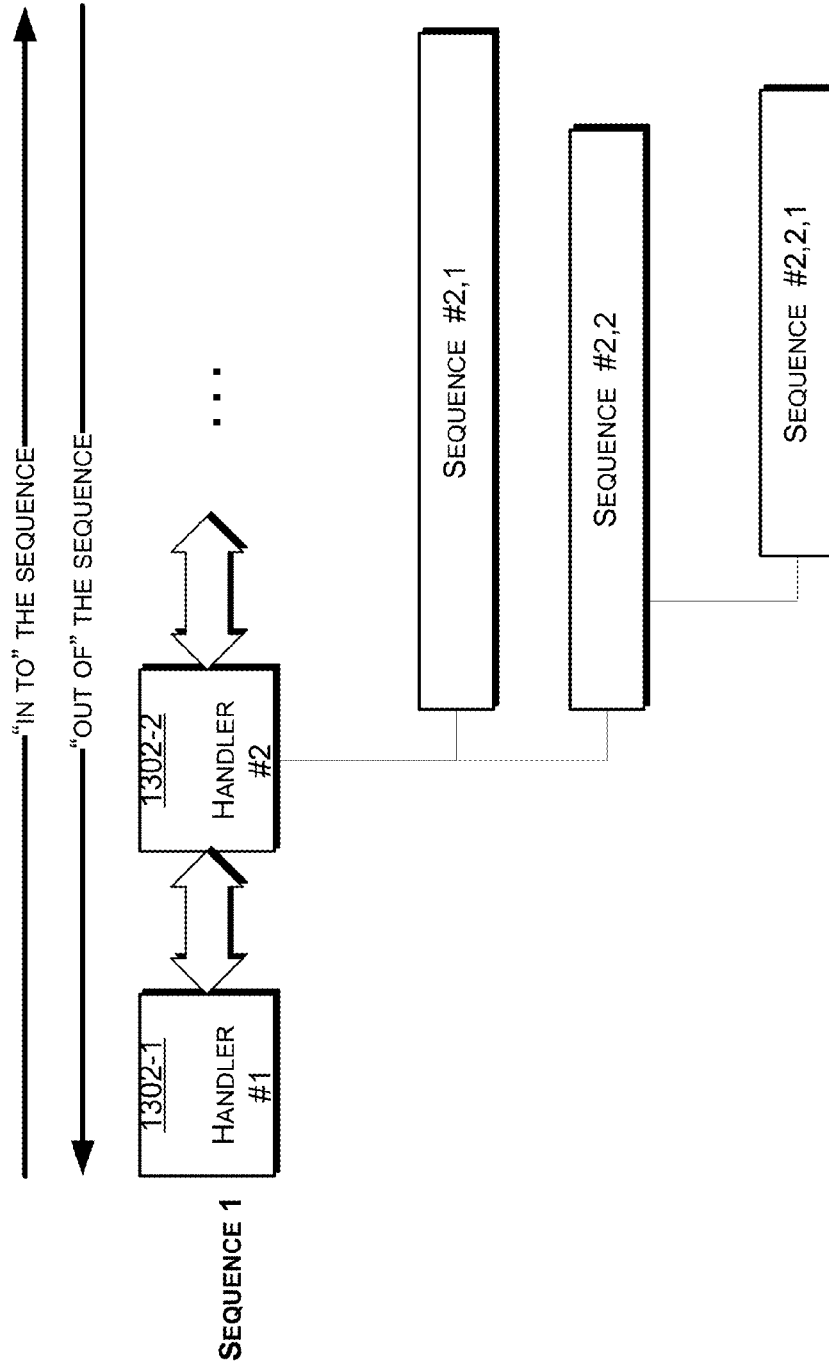 “IN TO” THE SEQUENCE
“OUT OF” THE SEQUENCE
SEQUENCE 1
1302-1
HANDLER
#1
1302-2
HANDLER
#2
...
SEQUENCE #2,1
SEQUENCE #2,2
SEQUENCE #2,2,1